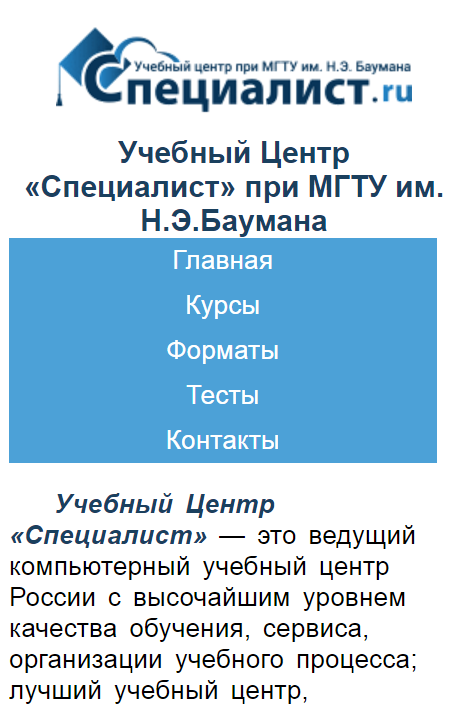 Учебный центр при МГТУ им. Н.Э. Баумана
Специалист.ru
Учебный Центр
«Специалист» при МГТУ им.
Н.Э.Баумана
Главная
Курсы
Форматы
Тесты
Контакты
Учебный Центр
«Специалист» — это ведущий
компьютерный учебный центр
России с высочайшим уровнем
качества обучения, сервиса,
организации учебного процесса;
лучший учебный центр,